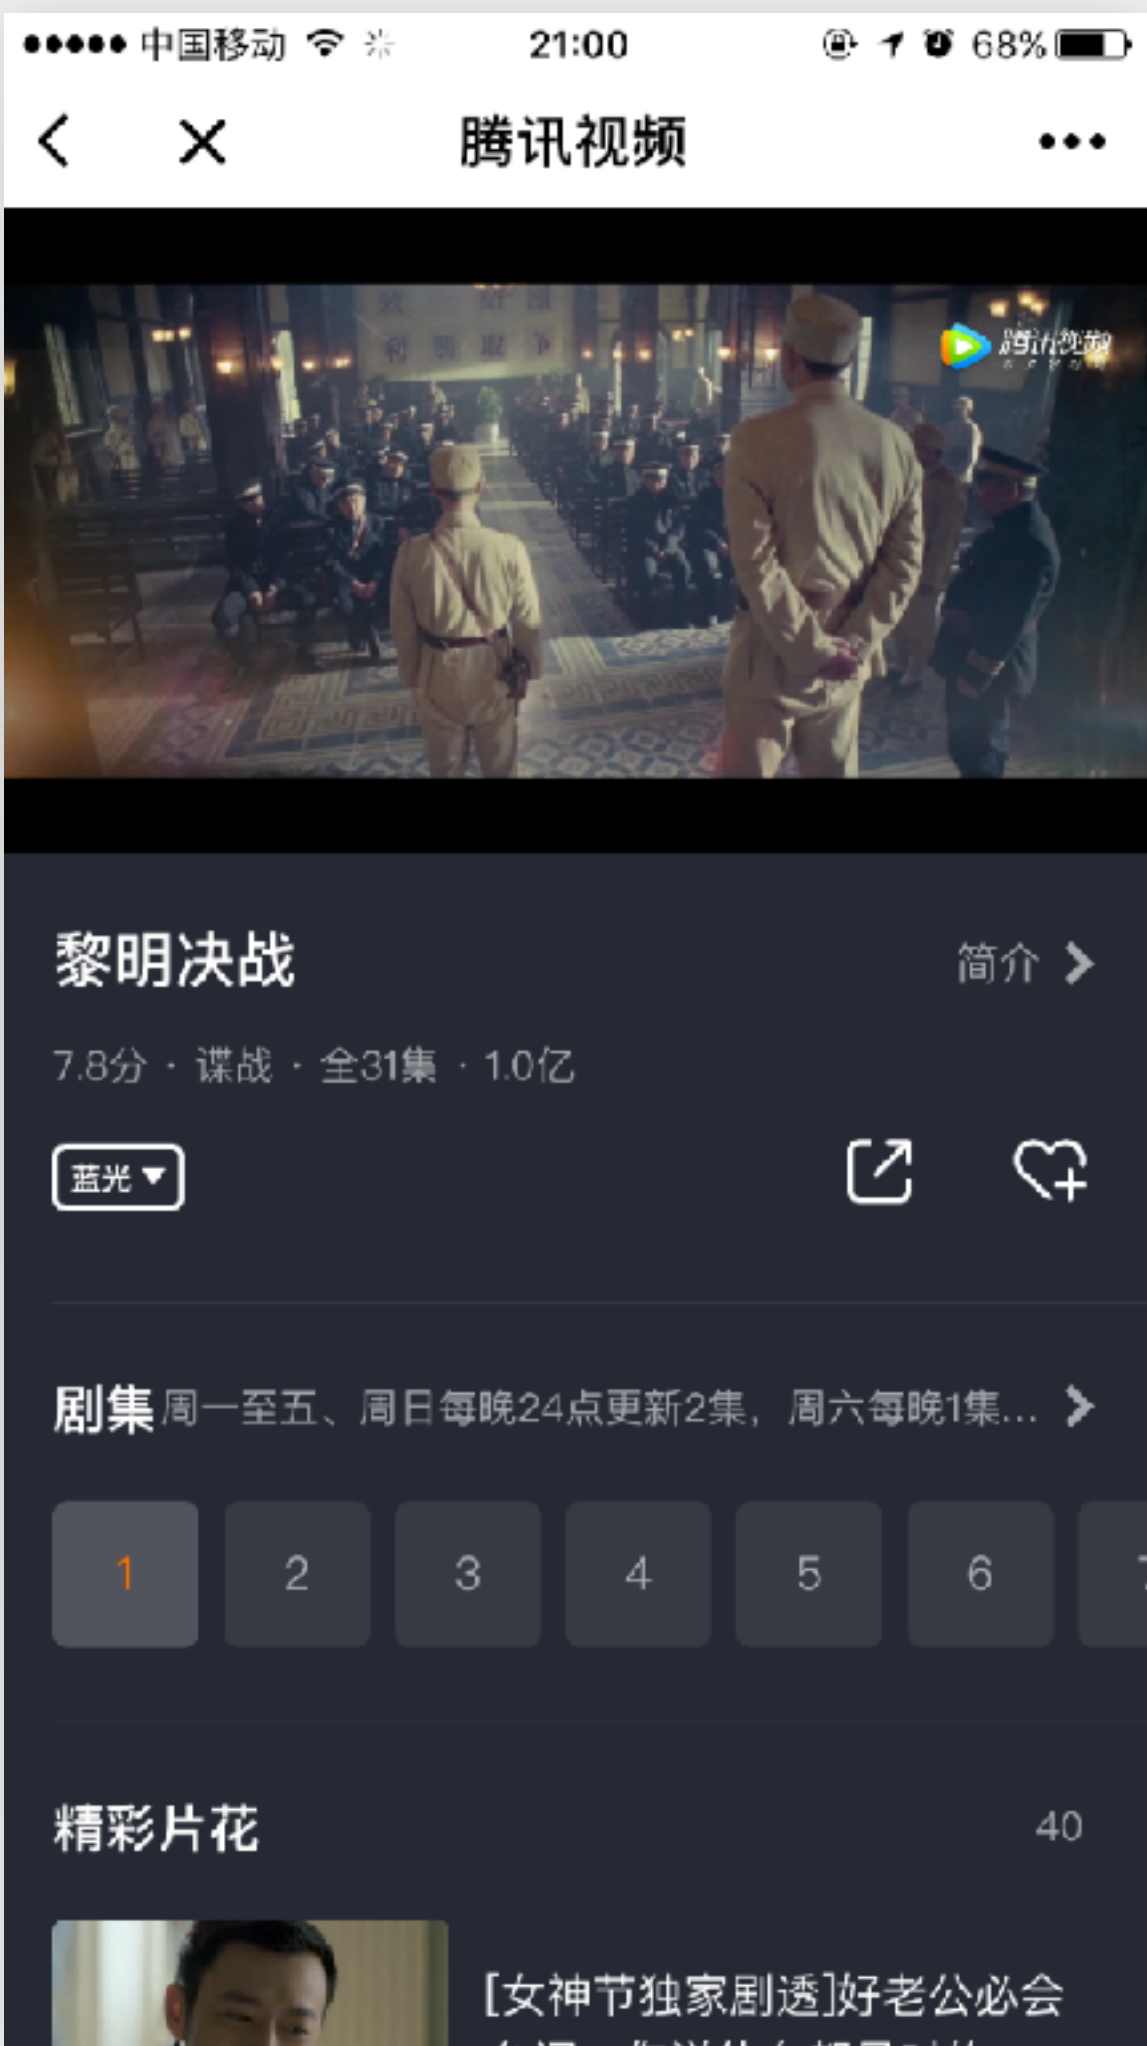 中国移动
21:00
68%
腾讯视频
腾讯视频
黎明决战
简介
7.8分 · 谍战 · 全31集 · 1.0亿
蓝光
剧集 周一至五、周日每晚24点更新2集，周六每晚1集...
1 2 3 4 5 6 7
精彩片花
40
[女神节独家剧透]好老公必会